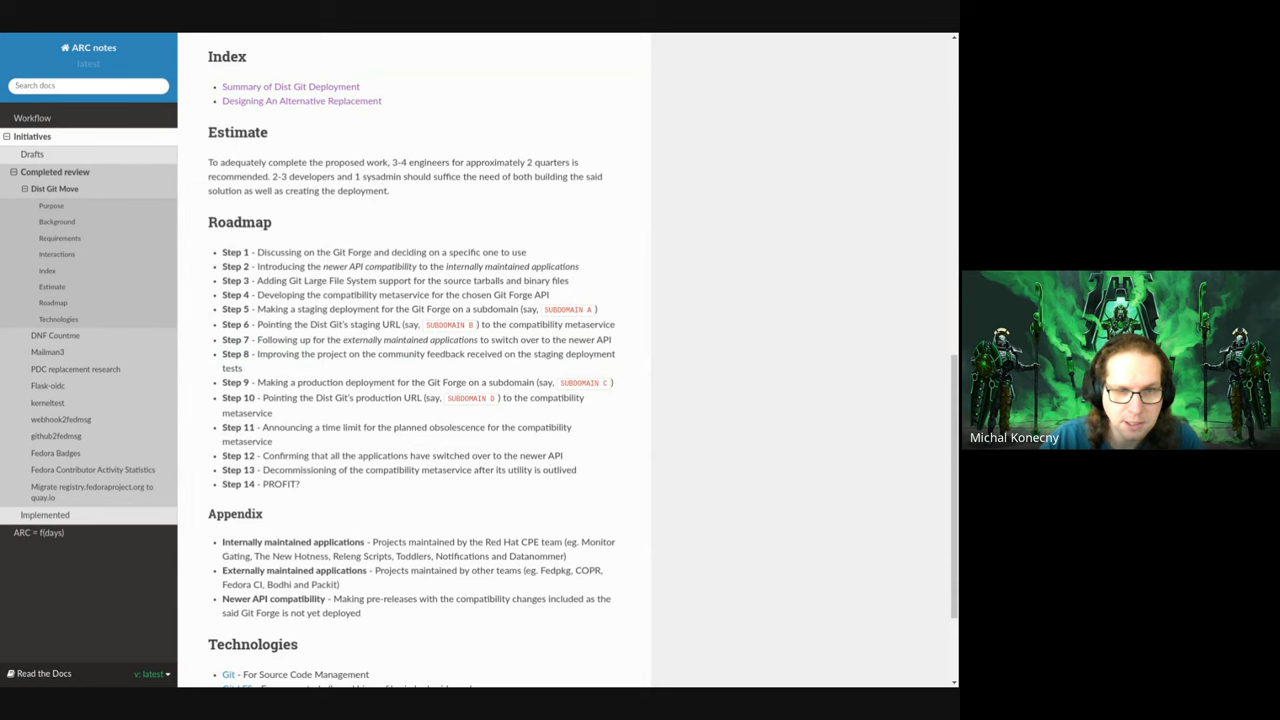 ARC notes
latest
Search docs
Workflow
Initiatives
Drafts
Completed review
Dist Git Move
Purpose
Background
Requirements
Interactions
Index
Estimate
Roadmap
Technologies
DNF Countme
Mailman3
PDC replacement research
Flask-oidc
kerneltest
webhook2fedmsg
github2fedmsg
Fedora Badges
Fedora Contributor Activity Statistics
Migrate registry.fedoraproject.org to
quay.io
Implemented
ARC = f(days)
Read the Docs
v: latest
Index
Summary of Dist Git Deployment
Designing An Alternative Replacement
Estimate
To adequately complete the proposed work, 3-4 engineers for approximately 2 quarters is
recommended. 2-3 developers and 1 sysadmin should suffice the need of both building the said
solution as well as creating the deployment.
Roadmap
Step 1 - Discussing on the Git Forge and deciding on a specific one to use
Step 2 - Introducing the newer API compatibility to the internally maintained applications
Step 3 - Adding Git Large File System support for the source tarballs and binary files
Step 4 - Developing the compatibility metaservice for the chosen Git Forge API
Step 5 - Making a staging deployment for the Git Forge on a subdomain (say, SUBDOMAIN A )
Step 6 - Pointing the Dist Git's staging URL (say, SUBDOMAIN B ) to the compatibility metaservice
Step 7 - Following up for the externally maintained applications to switch over to the newer API
Step 8 - Improving the project on the community feedback received on the staging deployment
tests
Step 9 - Making a production deployment for the Git Forge on a subdomain (say, SUBDOMAIN C )
Step 10 - Pointing the Dist Git's production URL (say, SUBDOMAIN D ) to the compatibility
metaservice
Step 11 - Announcing a time limit for the planned obsolescence for the compatibility
metaservice
Step 12 - Confirming that all the applications have switched over to the newer API
Step 13 - Decommissioning of the compatibility metaservice after its utility is outlived
Step 14 - PROFIT?
Appendix
Internally maintained applications - Projects maintained by the Red Hat CPE team (eg. Monitor
Gating, The New Hotness, Releng Scripts, Toddlers, Notifications and Datanommer)
Externally maintained applications - Projects maintained by other teams (eg. Fedpkg, COPR,
Fedora CI, Bodhi and Packit)
Newer API compatibility - Making pre-releases with the compatibility changes included as the
said Git Forge is not yet deployed
Technologies
Git - For Source Code Management
Michal Konecny